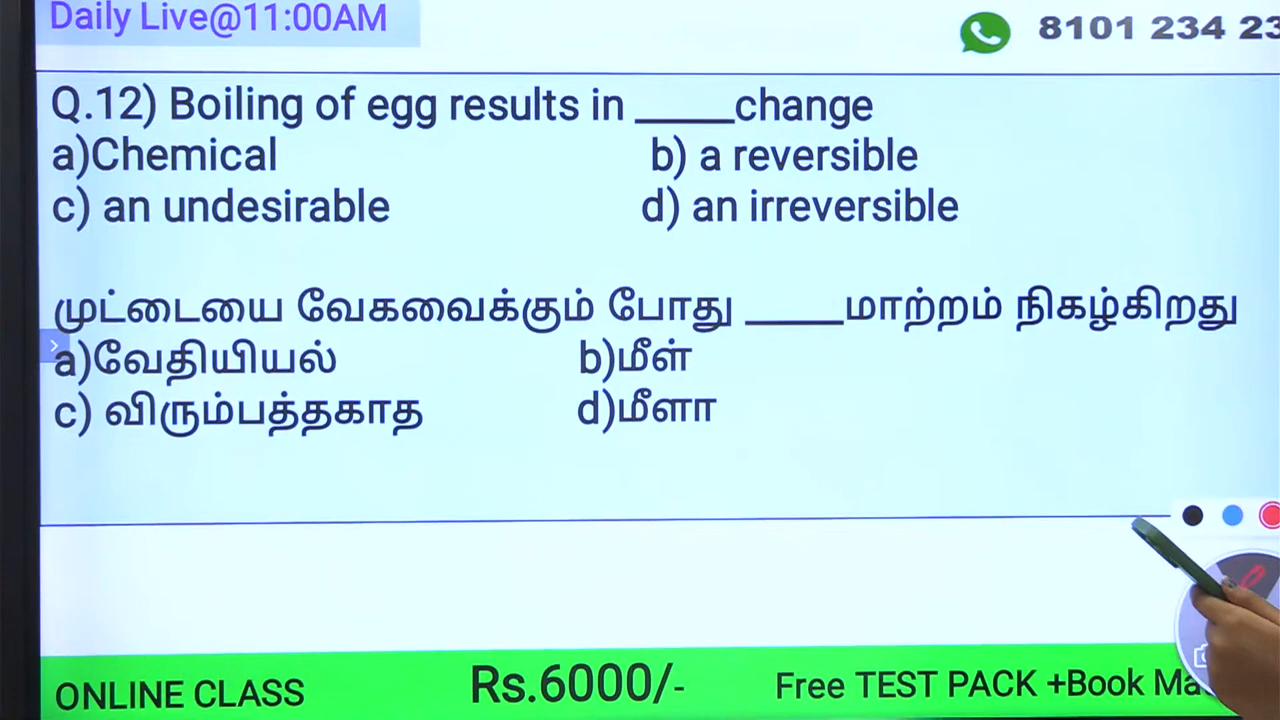 Daily Live@11:00AM
8101 234 23
Q.12) Boiling of egg results in _____change
a)Chemical b) a reversible
c) an undesirable d) an irreversible
முட்டையை வேகவைக்கும் போது _____மாற்றம் நிகழ்கிறது
a)வேதியியல் b)மீள்
c) விரும்பத்தகாத d)மீளா
ONLINE CLASS Rs.6000/- Free TEST PACK +Book